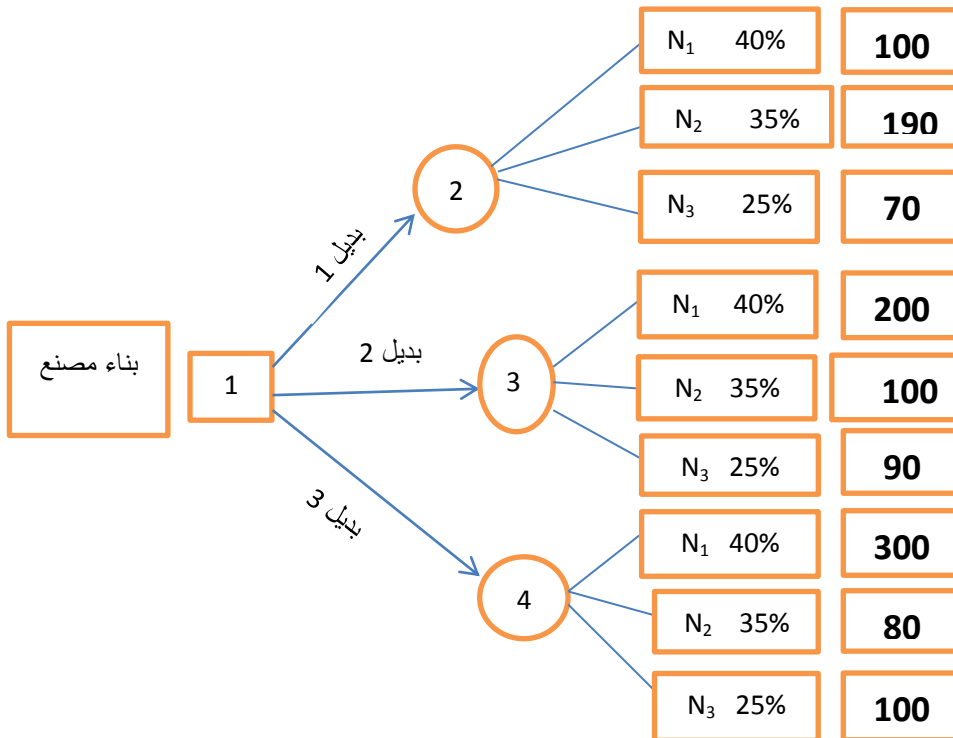 N₁ 40% 100
N₂ 35% 190
2
N₃ 25% 70
بديل 1
N₁ 40% 200
بناء مصنع
1
بديل 2
3
N₂ 35% 100
N₃ 25% 90
بديل 3
N₁ 40% 300
4
N₂ 35% 80
N₃ 25% 100